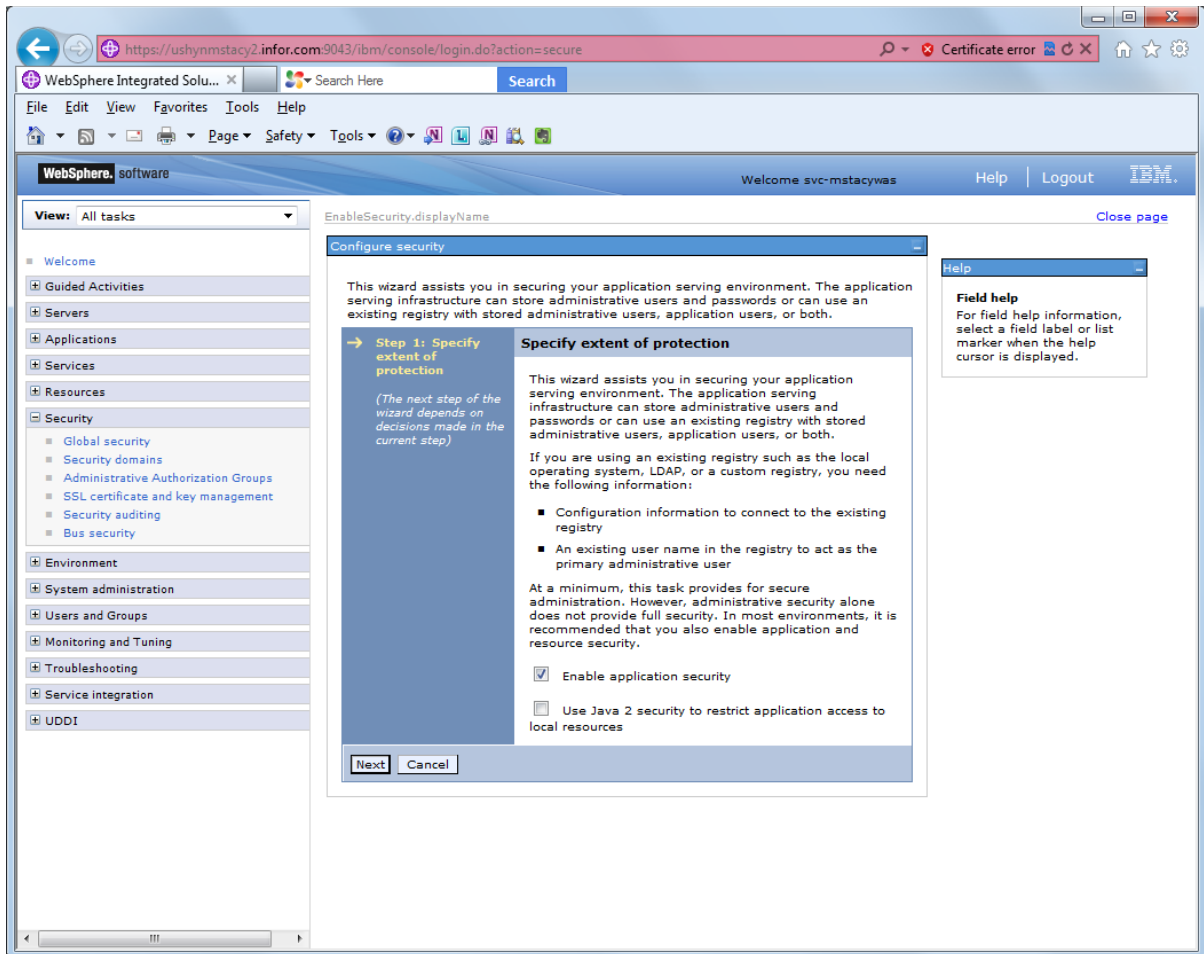 https://ushynmstacy2.infor.com:9043/ibm/console/login.do?action=secure
Certificate error
WebSphere Integrated Solu...
Search Here
Search
File Edit View Favorites Tools Help
Page Safety Tools
WebSphere. software
Welcome svc-mstacywas
Help | Logout
IBM.
View: All tasks
EnableSecurity.displayName
Close page
Welcome
Guided Activities
Servers
Applications
Services
Resources
Security
Global security
Security domains
Administrative Authorization Groups
SSL certificate and key management
Security auditing
Bus security
Environment
System administration
Users and Groups
Monitoring and Tuning
Troubleshooting
Service integration
UDDI
Configure security
This wizard assists you in securing your application serving environment. The application
serving infrastructure can store administrative users and passwords or can use an
existing registry with stored administrative users, application users, or both.
Step 1: Specify
extent of
protection
(The next step of the
wizard depends on
decisions made in the
current step)
Specify extent of protection
This wizard assists you in securing your application
serving environment. The application serving
infrastructure can store administrative users and
passwords or can use an existing registry with stored
administrative users, application users, or both.
If you are using an existing registry such as the local
operating system, LDAP, or a custom registry, you need
the following information:
Configuration information to connect to the existing
registry
An existing user name in the registry to act as the
primary administrative user
At a minimum, this task provides for secure
administration. However, administrative security alone
does not provide full security. In most environments, it is
recommended that you also enable application and
resource security.
Enable application security
Use Java 2 security to restrict application access to
local resources
Next Cancel
Help
Field help
For field help information,
select a field label or list
marker when the help
cursor is displayed.